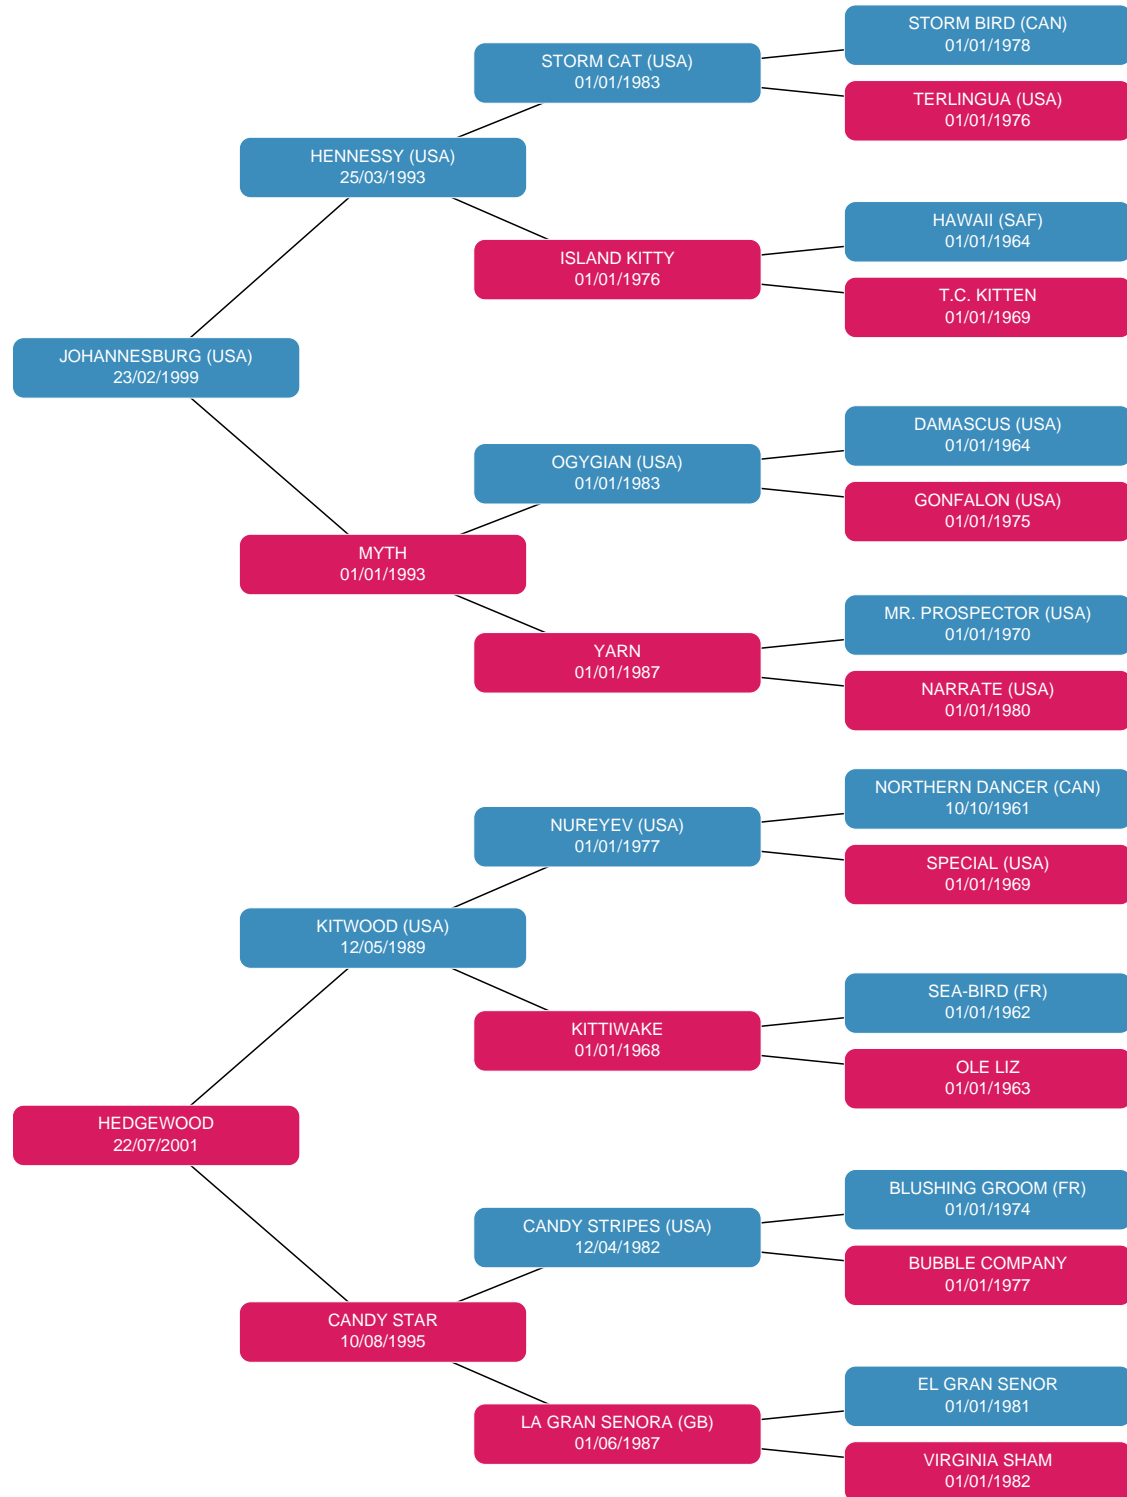 STORM BIRD (CAN)
01/01/1978
STORM CAT (USA)
01/01/1983
TERLINGUA (USA)
01/01/1976
HENNESSY (USA)
25/03/1993
HAWAII (SAF)
01/01/1964
ISLAND KITTY
01/01/1976
T.C. KITTEN
01/01/1969
JOHANNESBURG (USA)
23/02/1999
DAMASCUS (USA)
01/01/1964
OGYGIAN (USA)
01/01/1983
GONFALON (USA)
01/01/1975
MYTH
01/01/1993
MR. PROSPECTOR (USA)
01/01/1970
YARN
01/01/1987
NARRATE (USA)
01/01/1980
NORTHERN DANCER (CAN)
10/10/1961
NUREYEV (USA)
01/01/1977
SPECIAL (USA)
01/01/1969
KITWOOD (USA)
12/05/1989
SEA-BIRD (FR)
01/01/1962
KITTIWAKE
01/01/1968
OLE LIZ
01/01/1963
HEDGEWOOD
22/07/2001
BLUSHING GROOM (FR)
01/01/1974
CANDY STRIPES (USA)
12/04/1982
BUBBLE COMPANY
01/01/1977
CANDY STAR
10/08/1995
EL GRAN SENOR
01/01/1981
LA GRAN SENORA (GB)
01/06/1987
VIRGINIA SHAM
01/01/1982